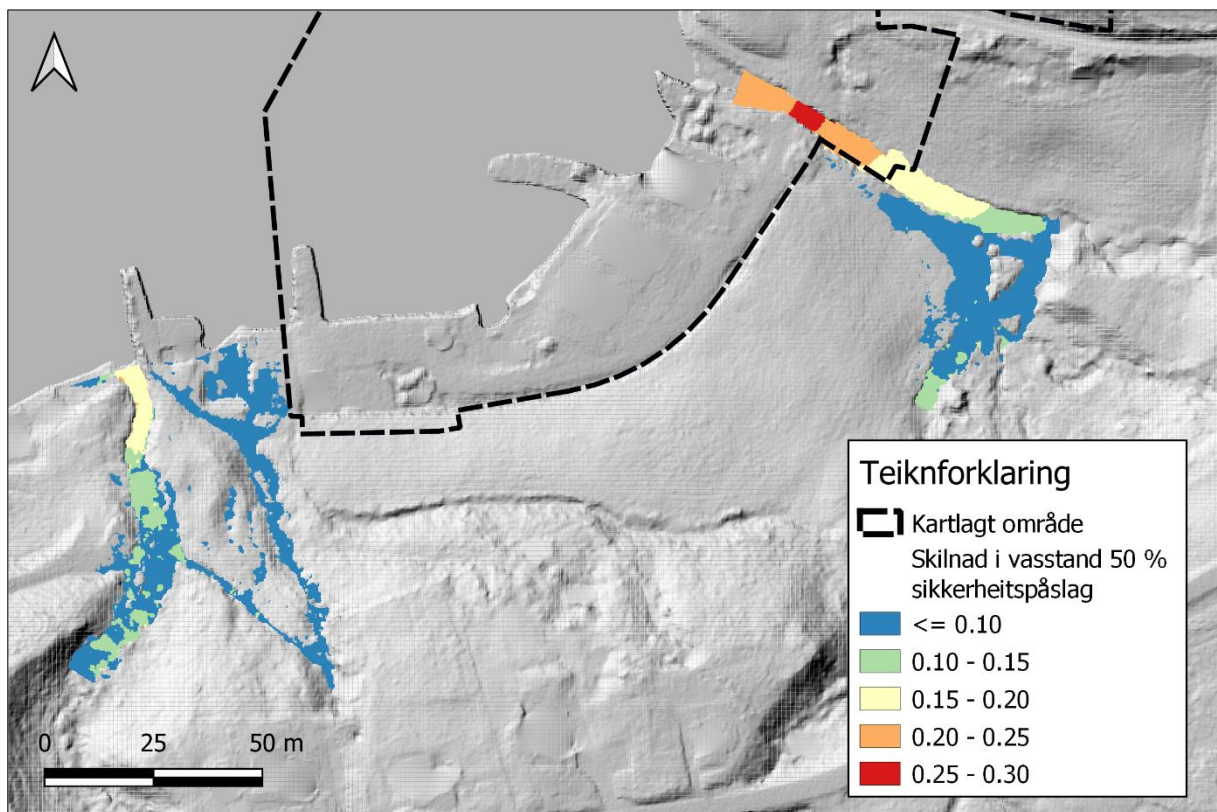 Teiknforklaring
Kartlagt område
Skilnad i vasstand 50 %
sikkerheitspåslag
<= 0.10
0.10 - 0.15
0.15 - 0.20
0.20 - 0.25
0.25 - 0.30
0 25 50 m